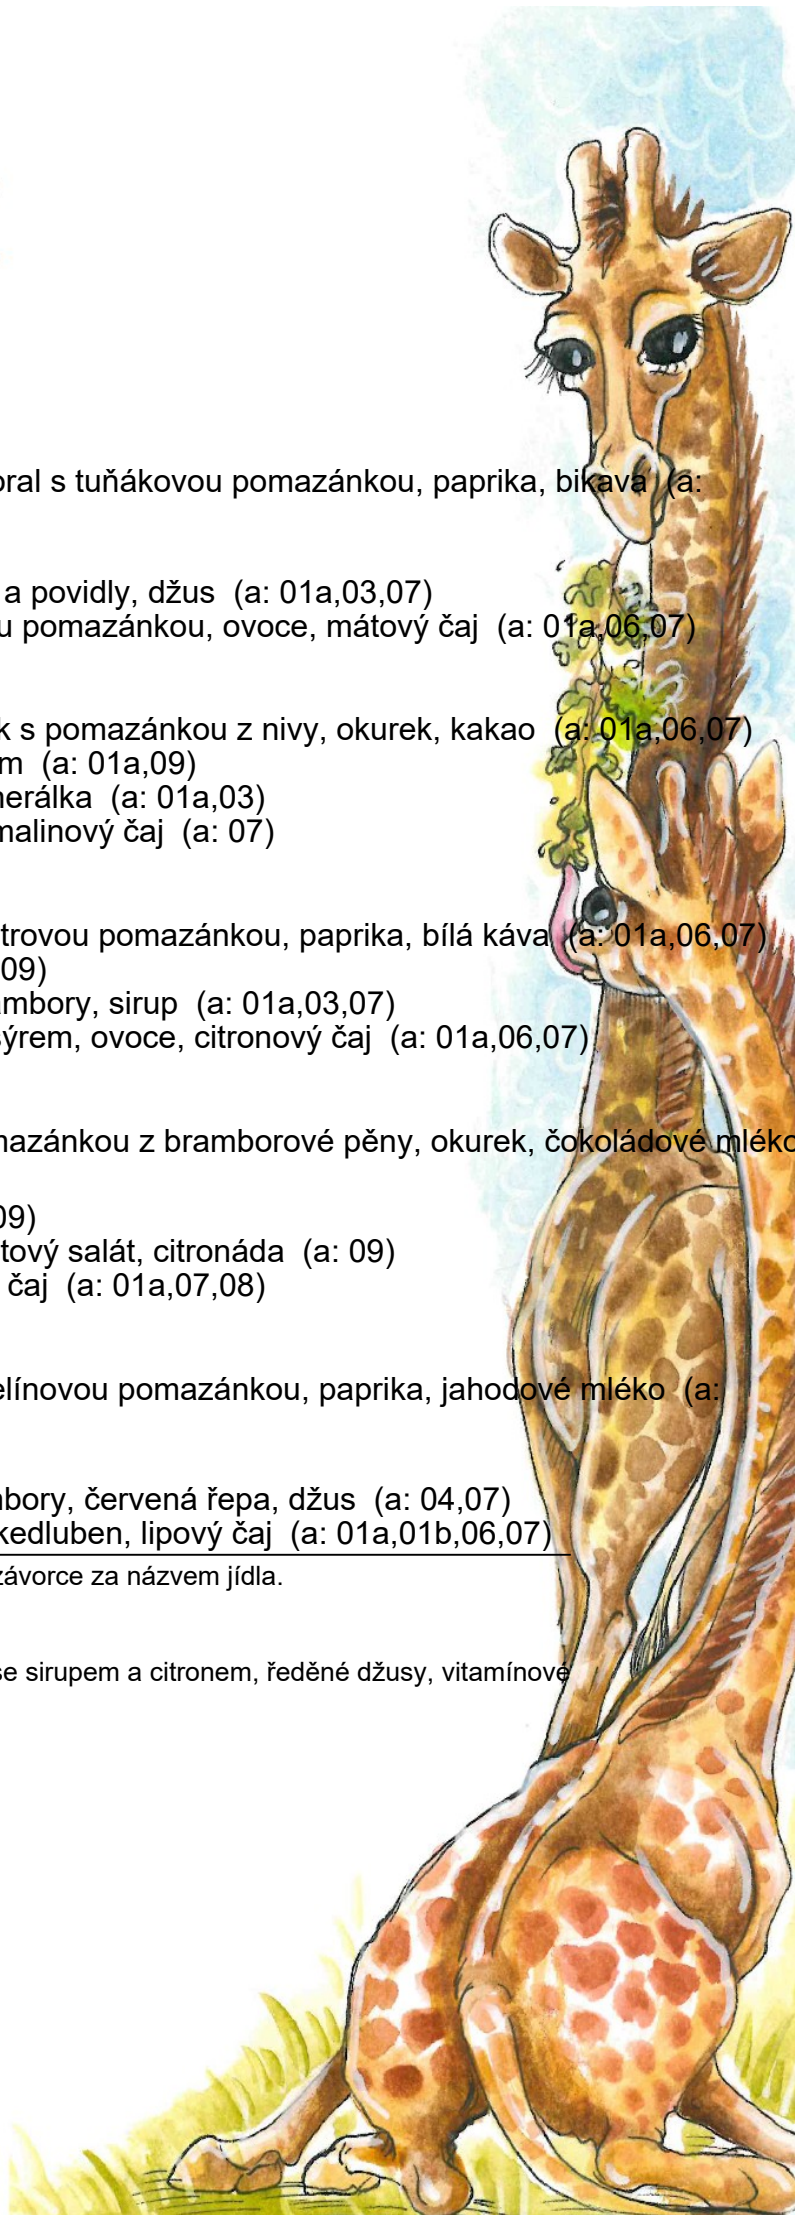 oral s tuňákovou pomazánkou, paprika, bikava (a:
a povidly, džus (a: 01a,03,07)
u pomazánkou, ovoce, mátový čaj (a: 01a,06,07)
k s pomazánkou z nivy, okurek, kakao (a: 01a,06,07)
m (a: 01a,09)
nerálka (a: 01a,03)
malinový čaj (a: 07)
trovou pomazánkou, paprika, bílá káva (a: 01a,06,07)
09)
ambory, sirup (a: 01a,03,07)
sýrem, ovoce, citronový čaj (a: 01a,06,07)
mazánkou z bramborové pěny, okurek, čokoládové mléko
09)
tový salát, citronáda (a: 09)
čaj (a: 01a,07,08)
elínovou pomazánkou, paprika, jahodové mléko (a:
mbory, červená řepa, džus (a: 04,07)
kedluben, lipový čaj (a: 01a,01b,06,07)
závorce za názvem jídla.
se sirupem a citronem, ředěné džusy, vitamínové